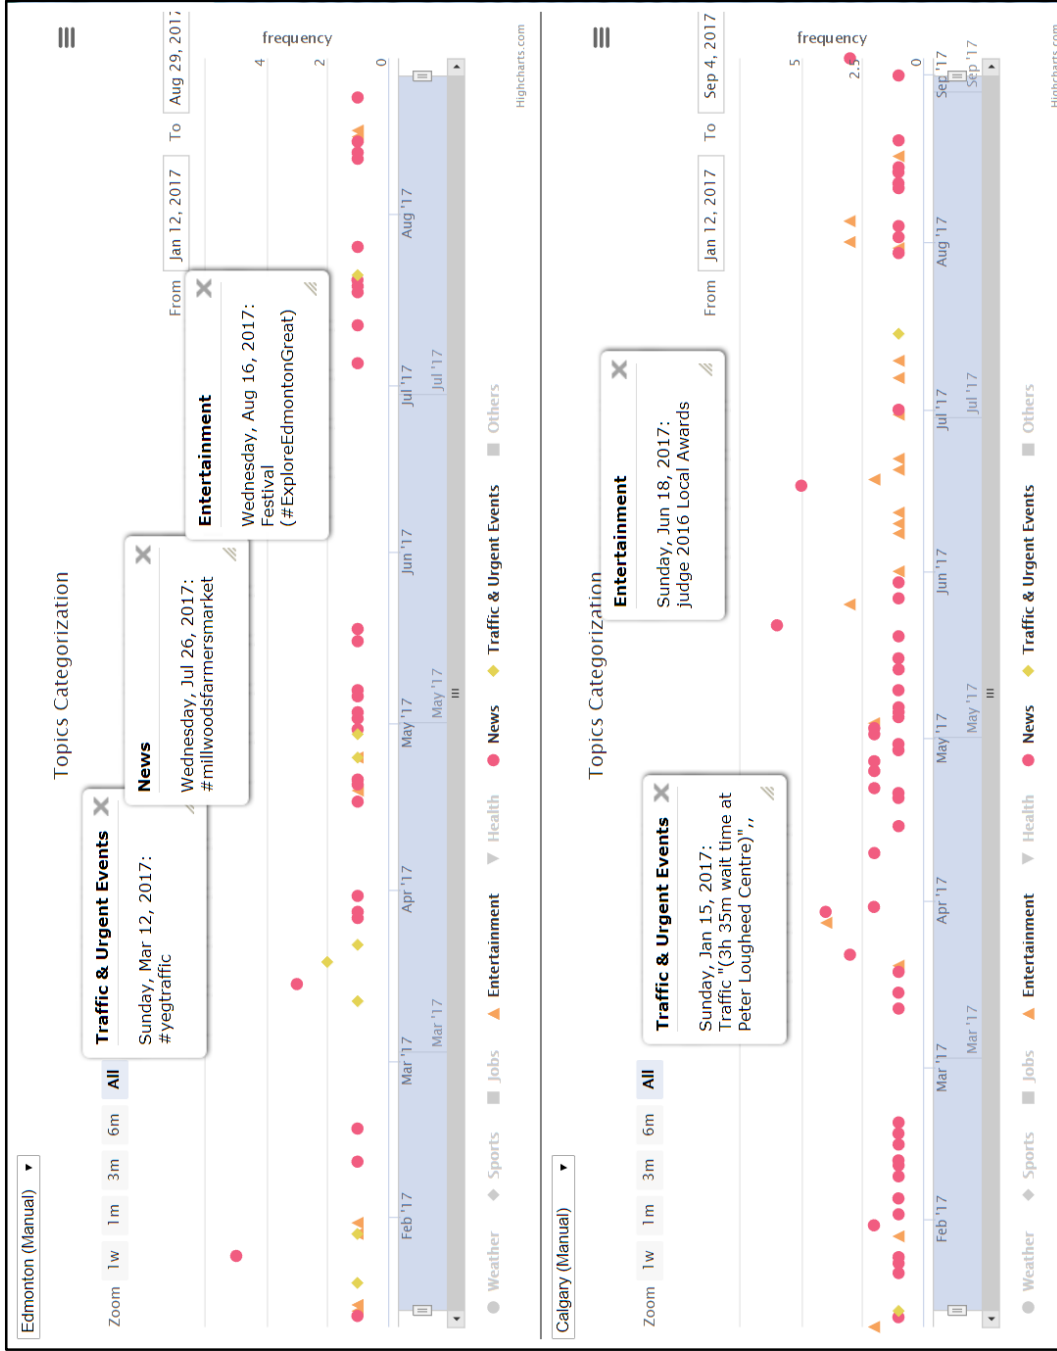 Edmonton (Manual) ▼
Topics Categorization
Zoom 1w 1m 3m 6m All
From Jan 12, 2017 To Aug 29, 2017
Traffic & Urgent Events
Sunday, Mar 12, 2017:
#yegtraffic
News
Wednesday, Jul 26, 2017:
#millwoodsfarmersmarket
Entertainment
Wednesday, Aug 16, 2017:
Festival
(#ExploreEdmontonGreat)
frequency
4
2
0
Feb '17 Mar '17 Apr '17 May '17 Jun '17 Jul '17 Aug '17
Mar '17 May '17 Jul '17
Weather Sports Jobs Entertainment Health News Traffic & Urgent Events Others
Highcharts.com
Calgary (Manual) ▼
Topics Categorization
Zoom 1w 1m 3m 6m All
From Jan 12, 2017 To Sep 4, 2017
Traffic & Urgent Events
Sunday, Jan 15, 2017:
Traffic "(3h 35m wait time at
Peter Lougheed Centre)",,
Entertainment
Sunday, Jun 18, 2017:
judge 2016 Local Awards
frequency
5
2.5
0
Feb '17 Mar '17 Apr '17 May '17 Jun '17 Jul '17 Aug '17 Sep '17
Mar '17 May '17 Jul '17 Sep '17
Weather Sports Jobs Entertainment Health News Traffic & Urgent Events Others
Highcharts.com